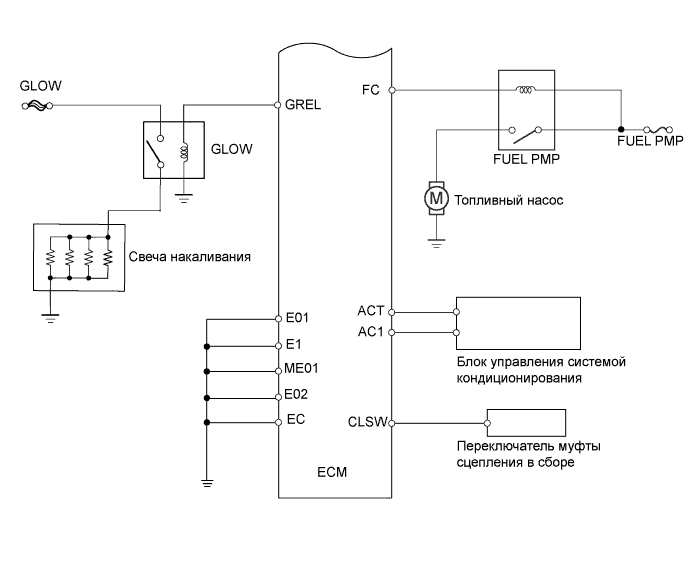 GLOW
GREL
GLOW
Свеча накаливания
FC
FUEL PMP
FUEL PMP
M
Топливный насос
E01
E1
ME01
E02
EC
ACT
AC1
Блок управления системой
кондиционирования
CLSW
Переключатель муфты
сцепления в сборе
ECM